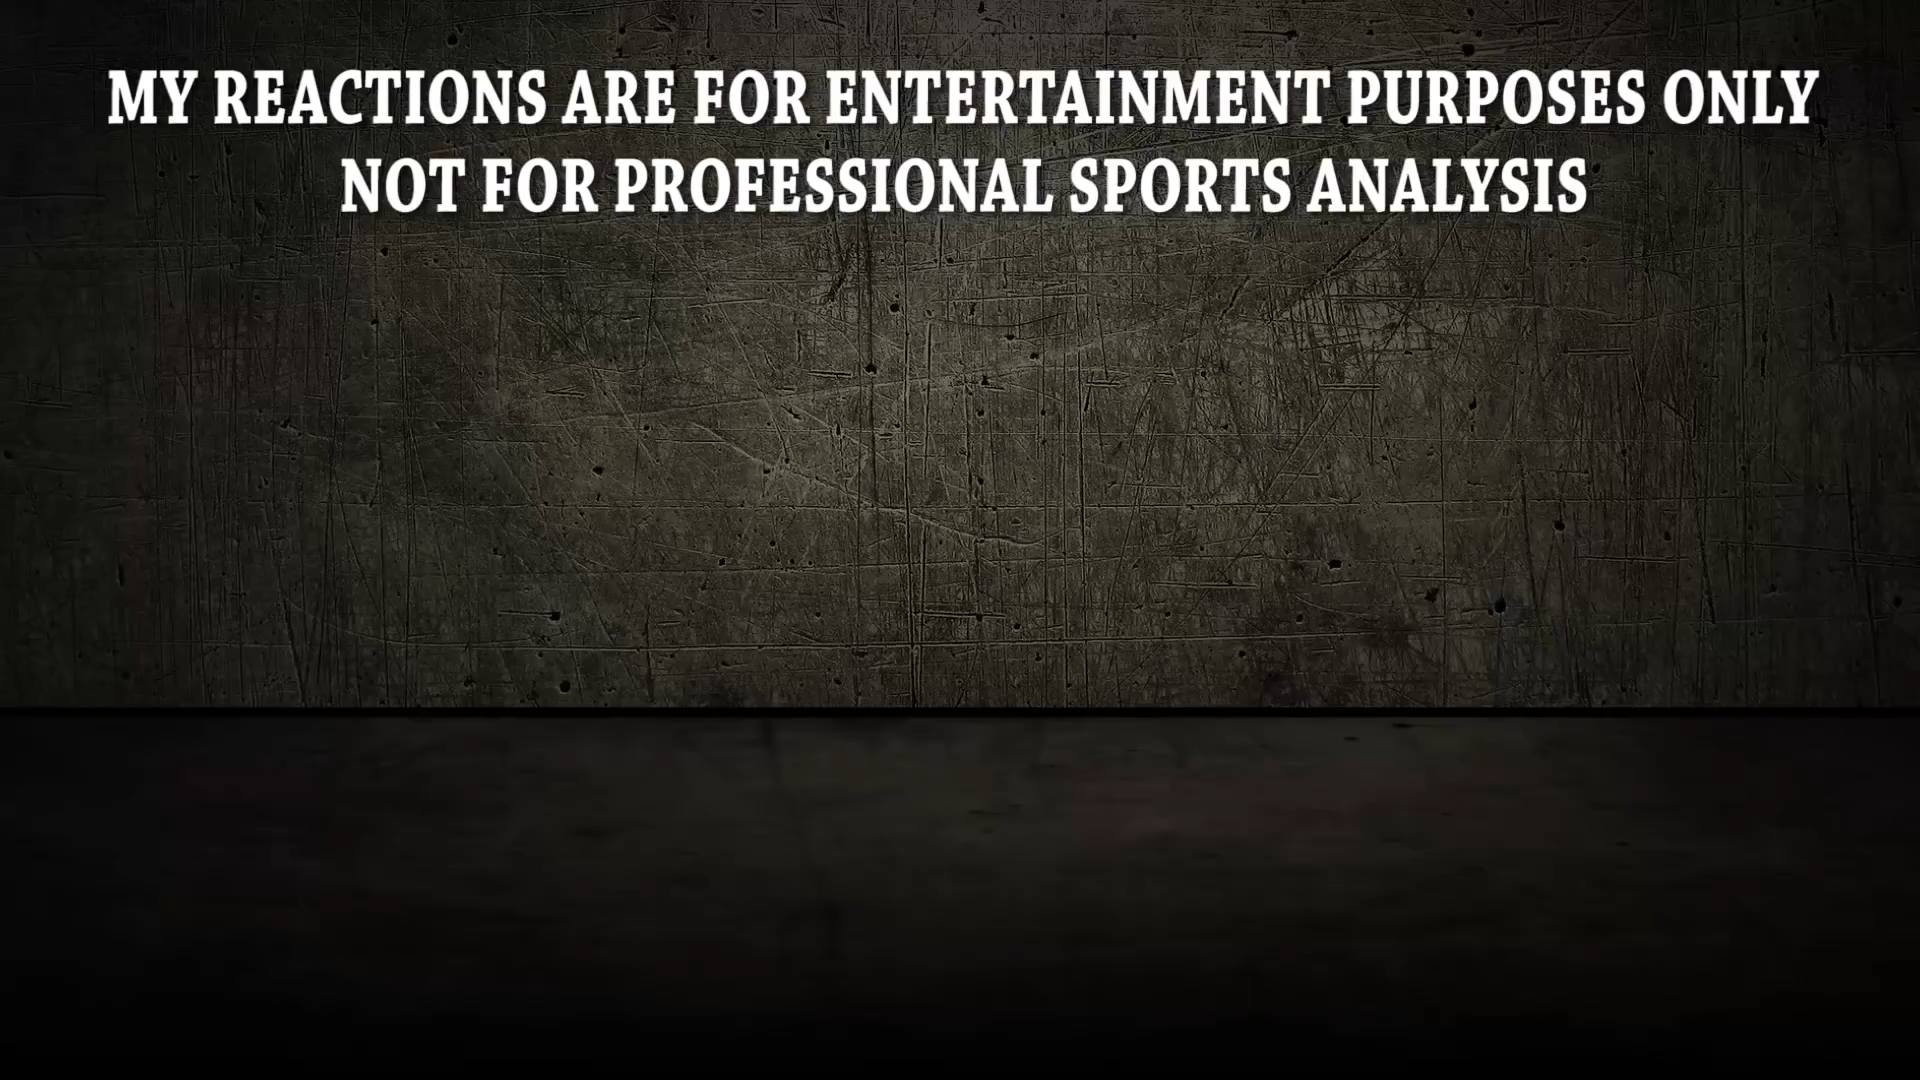 MY REACTIONS ARE FOR ENTERTAINMENT PURPOSES ONLY
NOT FOR PROFESSIONAL SPORTS ANALYSIS